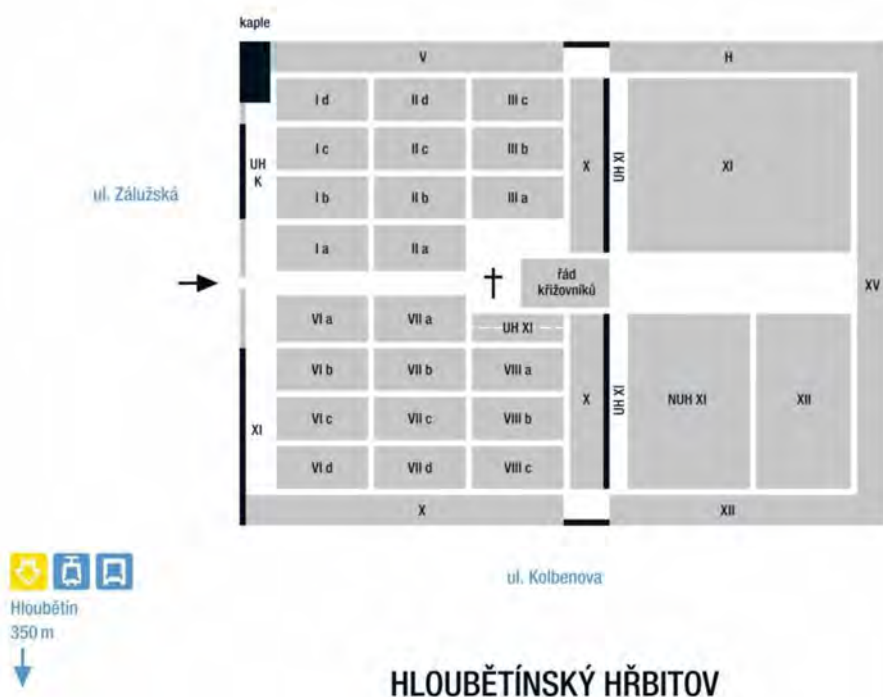 kaple
V
H
I d
II d
III c
I c
II c
III b
UH
K
X
UH XI
XI
ul. Zálužská
I b
II b
III a
I a
II a
řád
křižovníků
XV
VI a
VII a
UH XI
VI b
VII b
VIII a
XI
VI c
VII c
VIII b
X
UH XI
NUH XI
XII
VI d
VII d
VIII c
X
XII
ul. Kolbenova
Hloubětín
350 m
HLOUBĚTÍNSKÝ HŘBITOV